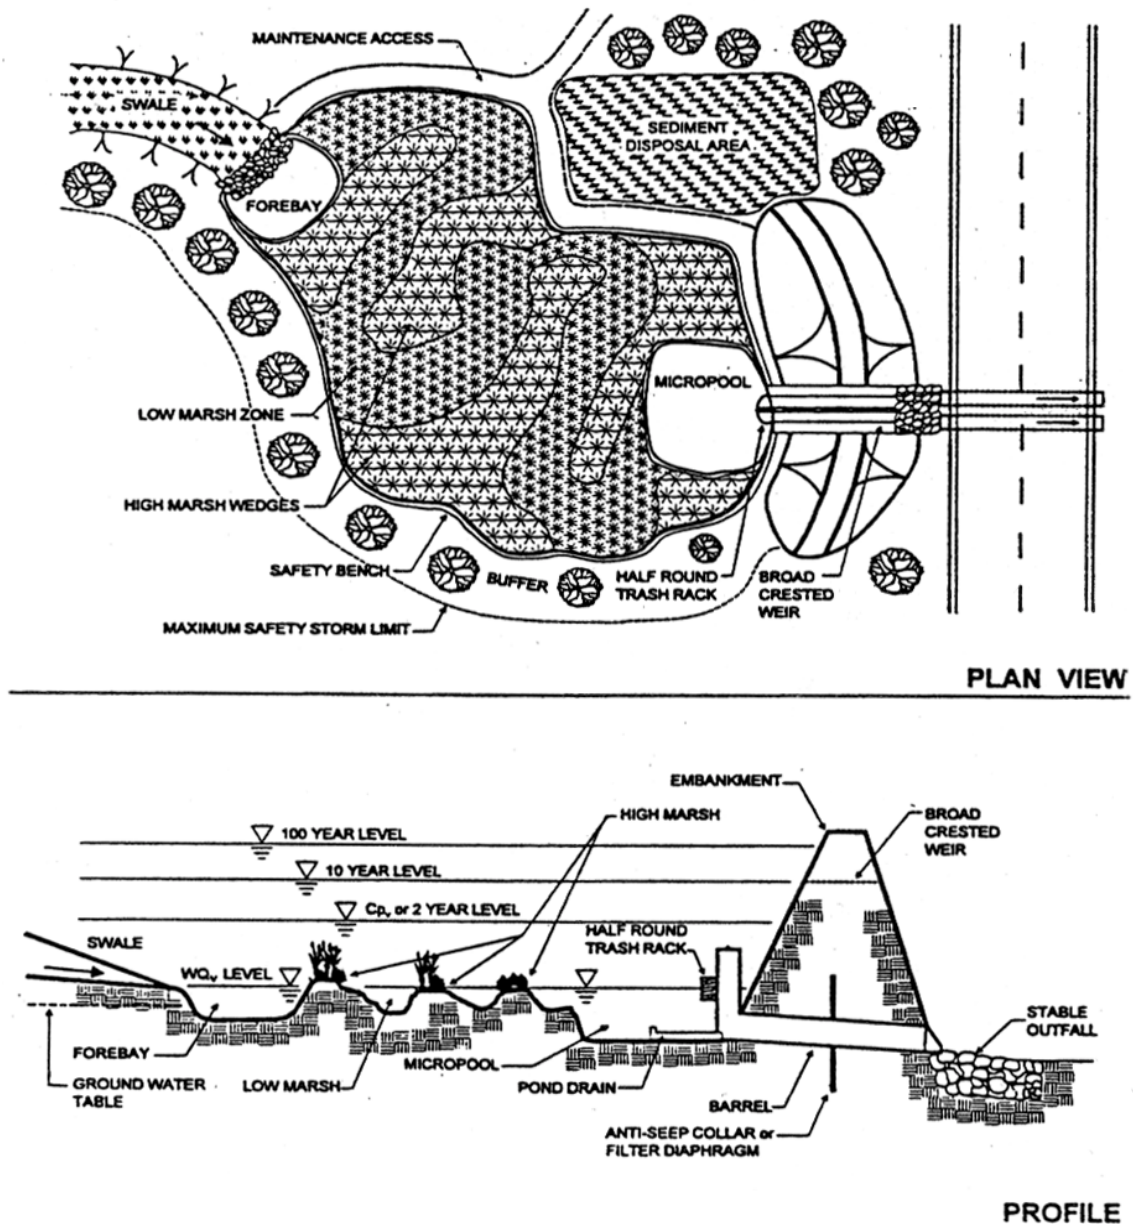 MAINTENANCE ACCESS
SWALE
SEDIMENT
DISPOSAL AREA
FOREBAY
MICROPOOL
LOW MARSH ZONE
HIGH MARSH WEDGES
SAFETY BENCH
BUFFER
HALF ROUND
TRASH RACK
BROAD
CRESTED
WEIR
MAXIMUM SAFETY STORM LIMIT
PLAN VIEW
EMBANKMENT
HIGH MARSH
BROAD
CRESTED
WEIR
100 YEAR LEVEL
10 YEAR LEVEL
Cpv or 2 YEAR LEVEL
HALF ROUND
TRASH RACK
SWALE
WQv LEVEL
STABLE
OUTFALL
FOREBAY
MICROPOOL
GROUND WATER
TABLE
LOW MARSH
POND DRAIN
BARREL
ANTI-SEEP COLLAR or
FILTER DIAPHRAGM
PROFILE